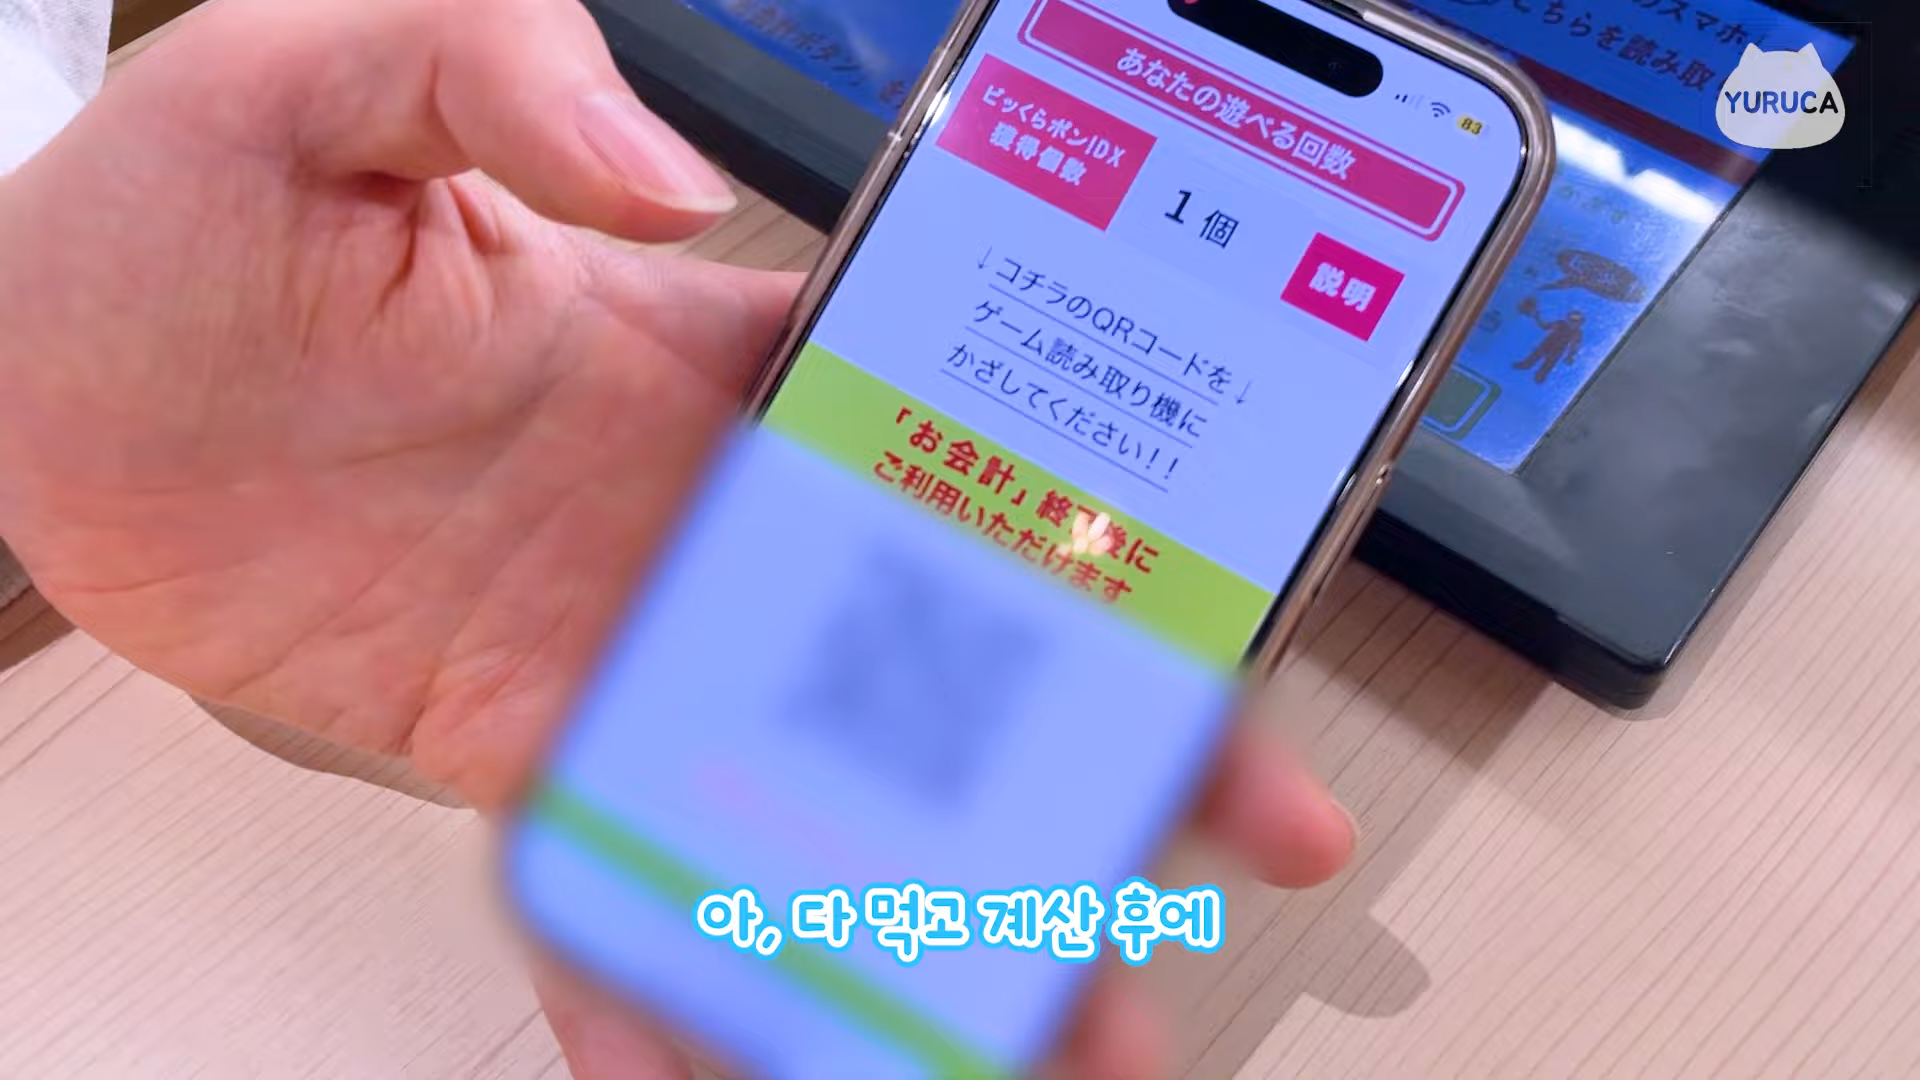 YURUCA
あなたの遊べる回数
ビッくらポン!DX
獲得個数
1個
説明
↓コチラのQRコードを↓
ゲーム読み取り機に
かざしてください!!
「お会計」終了後に
ご利用いただけます
아, 다 먹고 계산 후에